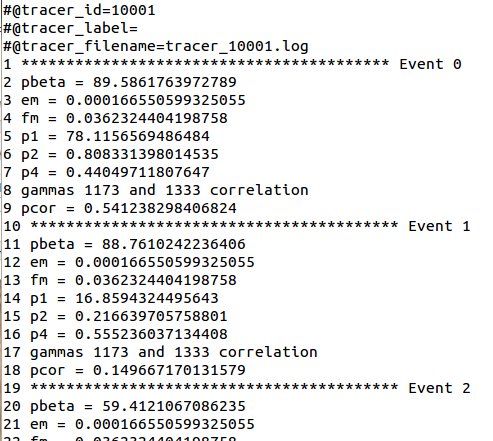 #@tracer_id=10001
#@tracer_label=
#@tracer_filename=tracer_10001.log
1 ***************************************** Event 0
2 pbeta = 89.5861763972789
3 em = 0.000166550599325055
4 fm = 0.0362324404198758
5 p1 = 78.1156569486484
6 p2 = 0.808331398014535
7 p4 = 0.44049711807647
8 gammas 1173 and 1333 correlation
9 pcor = 0.541238298406824
10 ***************************************** Event 1
11 pbeta = 88.7610242236406
12 em = 0.000166550599325055
13 fm = 0.0362324404198758
14 p1 = 16.8594324495643
15 p2 = 0.216639705758801
16 p4 = 0.555236037134408
17 gammas 1173 and 1333 correlation
18 pcor = 0.149667170131579
19 ***************************************** Event 2
20 pbeta = 59.4121067086235
21 em = 0.000166550599325055